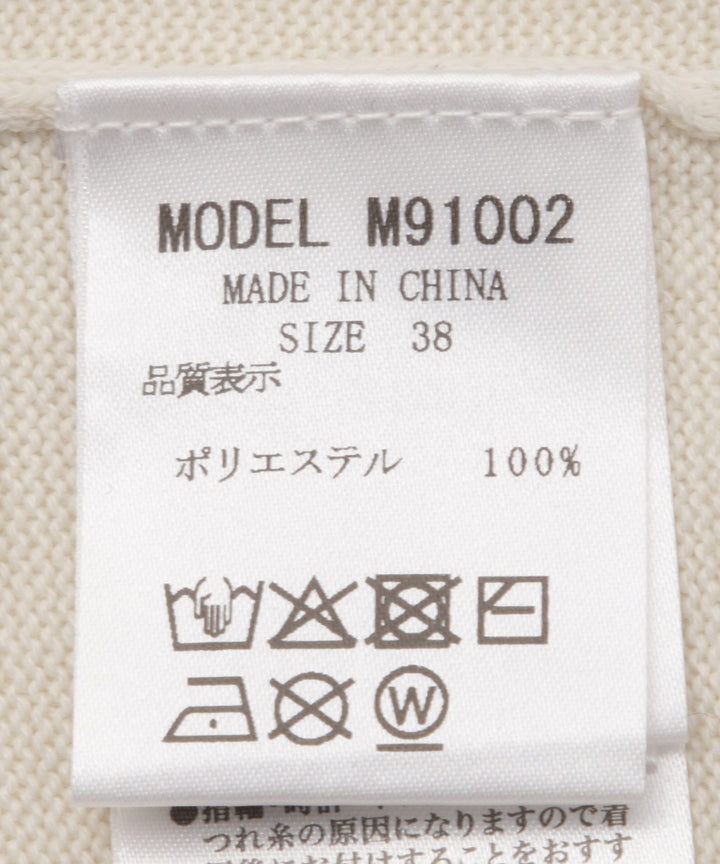 MODEL M91002
MADE IN CHINA
SIZE 38
品質表示
ポリエステル 100%
W
つれ糸の原因になりますので着